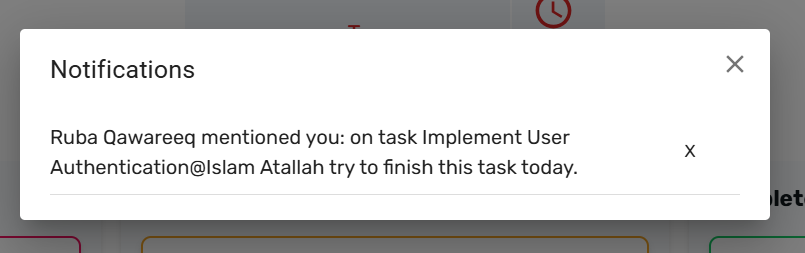 Notifications
Ruba Qawareeq mentioned you: on task Implement User
Authentication@Islam Atallah try to finish this task today.
X